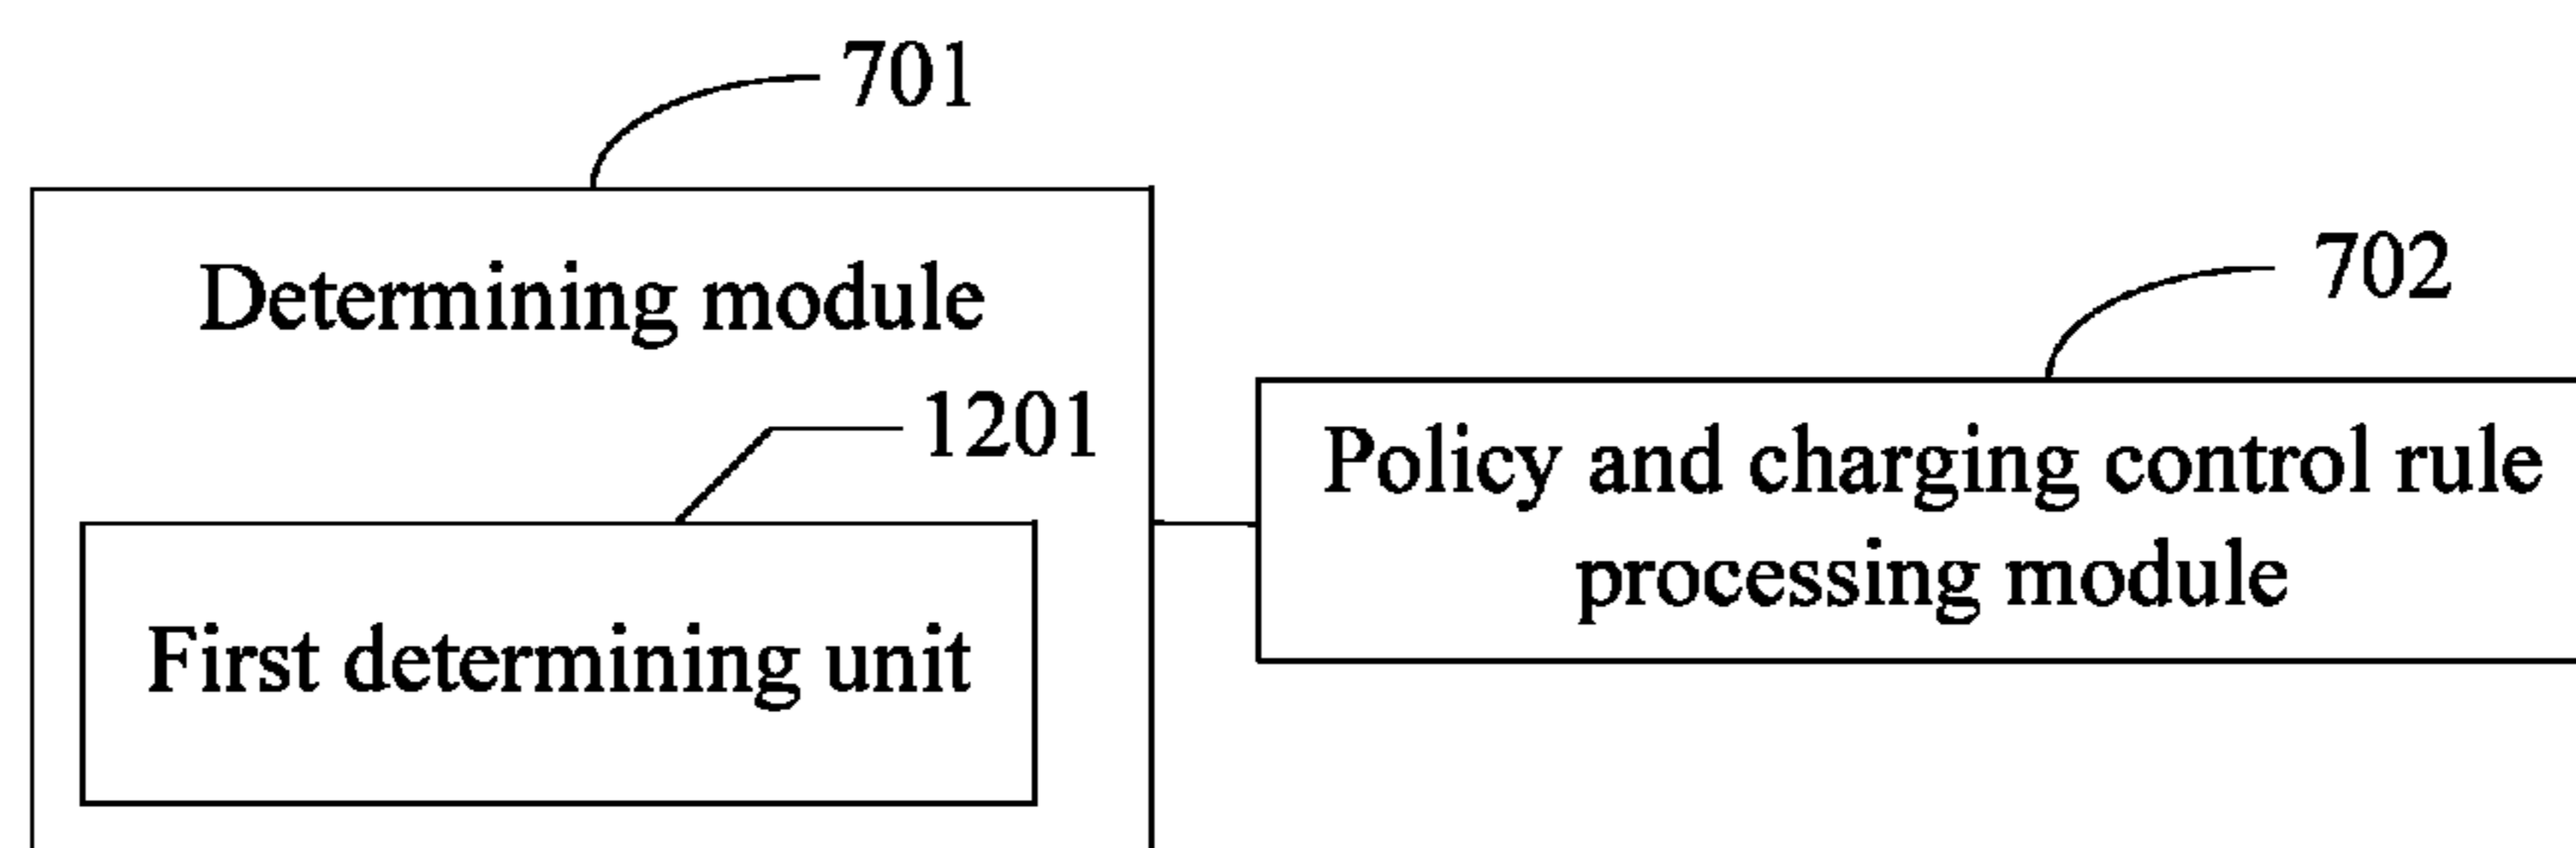 701
Determining module
702
1201
Policy and charging control rule
processing module
First determining unit